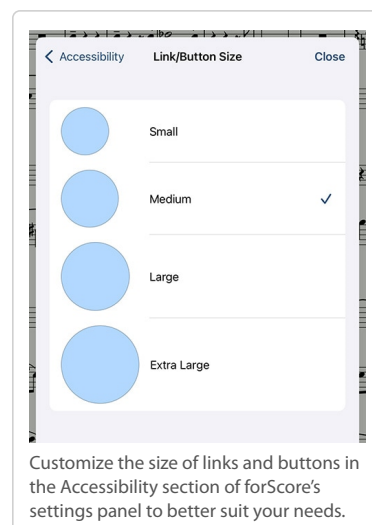 Accessibility Link/Button Size Close
Small
Medium
Large
Extra Large
Customize the size of links and buttons in
the Accessibility section of forScore’s
settings panel to better suit your needs.